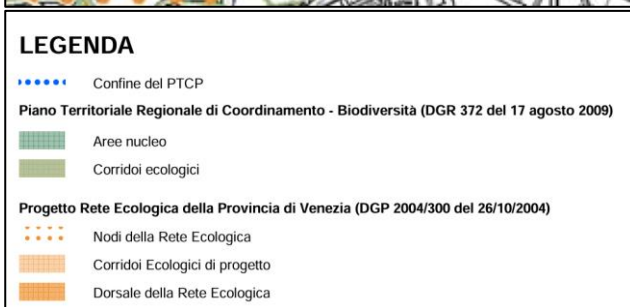 LEGENDA
Confine del PTCP
Piano Territoriale Regionale di Coordinamento - Biodiversità (DGR 372 del 17 agosto 2009)
Aree nucleo
Corridoi ecologici
Progetto Rete Ecologica della Provincia di Venezia (DGP 2004/300 del 26/10/2004)
Nodi della Rete Ecologica
Corridoi Ecologici di progetto
Dorsale della Rete Ecologica